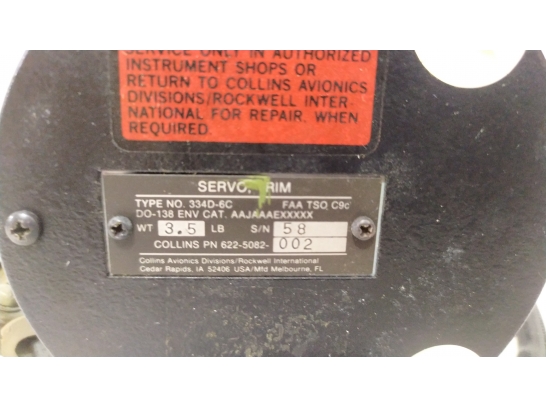 SERVICE ONLY IN AUTHORIZED
INSTRUMENT SHOPS OR
RETURN TO COLLINS AVIONICS
DIVISIONS/ROCKWELL INTER-
NATIONAL FOR REPAIR, WHEN
REQUIRED.
SERVO, TRIM
TYPE NO. 334D-6C FAA TSO C9c
DO-138 ENV CAT. AAJAAAEXXXXX
WT 3.5 LB S/N 58
COLLINS PN 622-5082- 002
Collins Avionics Divisions/Rockwell International
Cedar Rapids, IA 52406 USA/Mfd Melbourne, FL